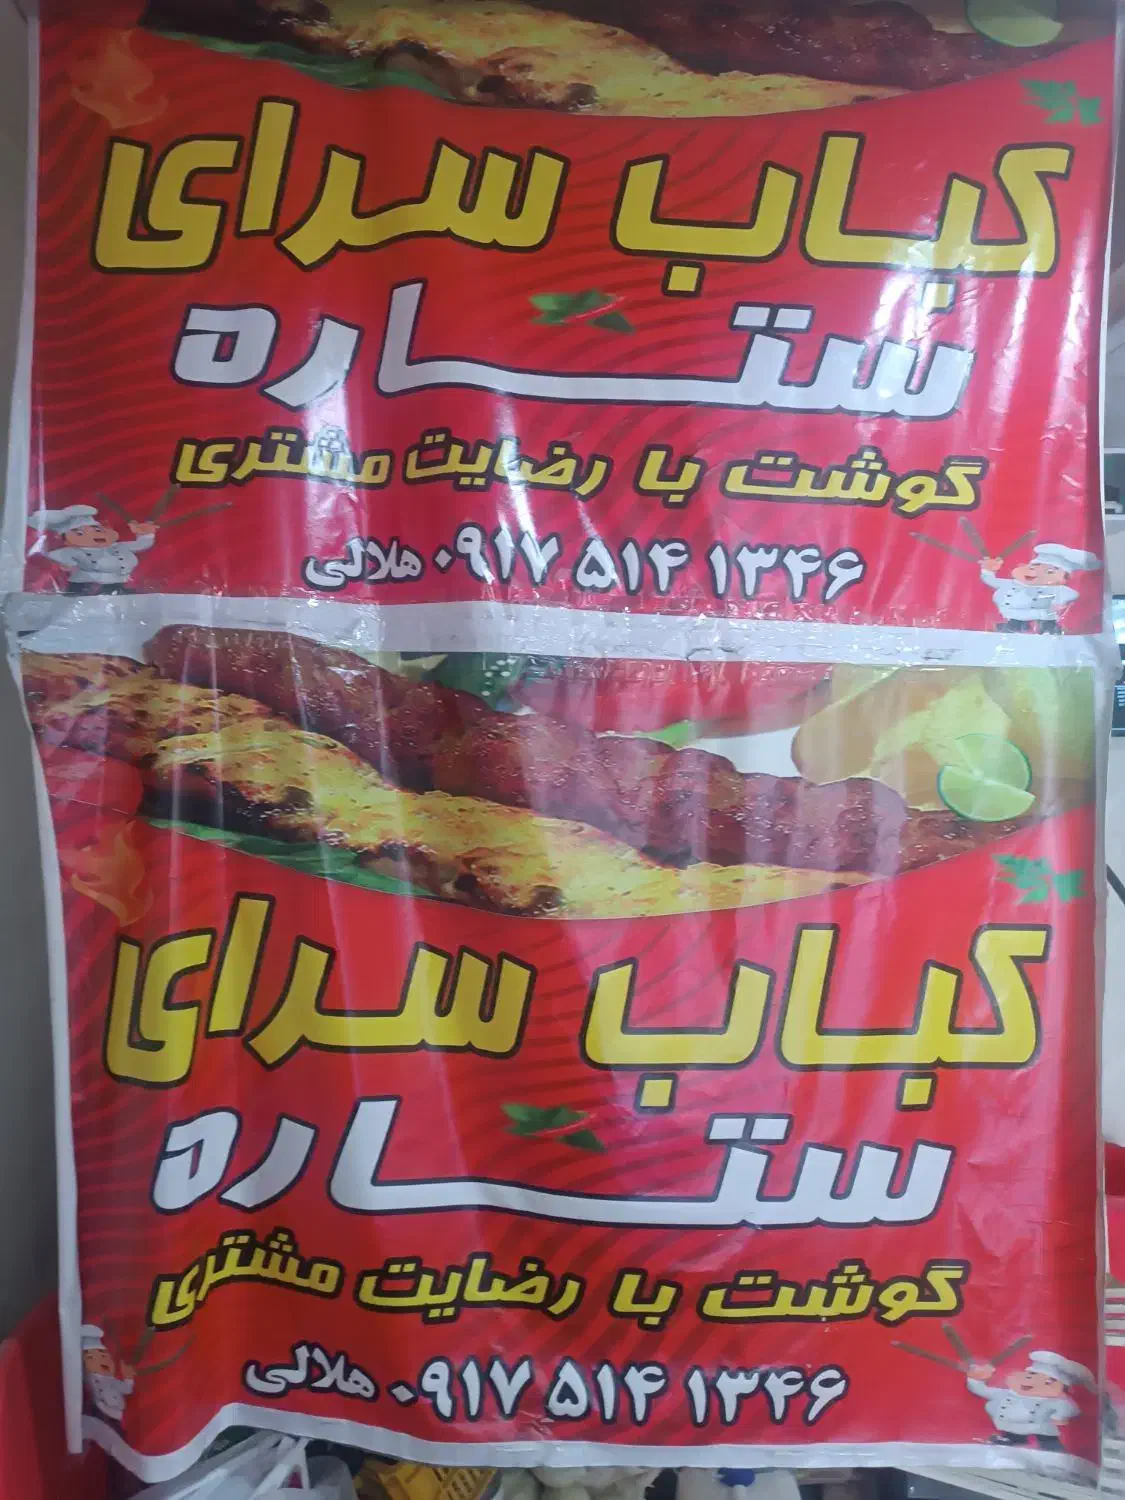 کباب سرای
ستاره
گوشت با رضایت مشتری
۰۹۱۷ ۵۱۴ ۱۳۴۶ هلالی
کباب سرای
ستاره
گوشت با رضایت مشتری
۰۹۱۷ ۵۱۴ ۱۳۴۶ هلالی